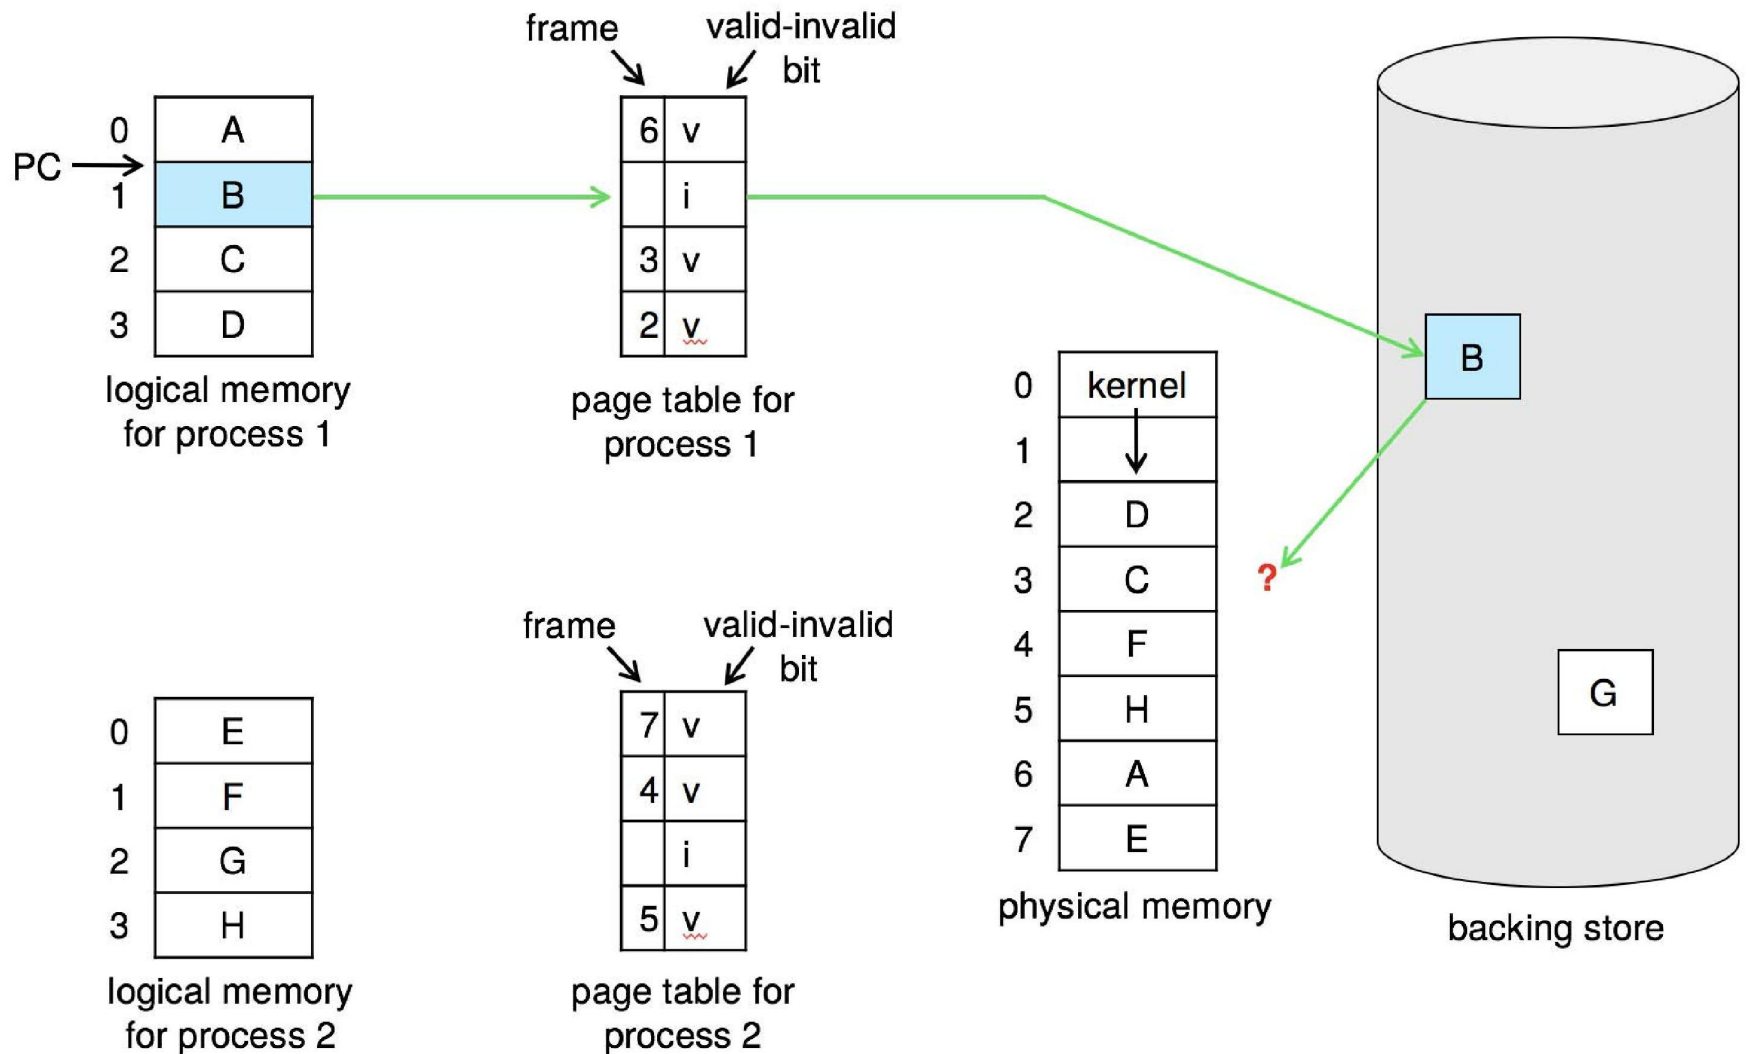 frame
valid-invalid
bit
PC
0 A
1 B
2 C
3 D
logical memory
for process 1
6 v
i
3 v
2 v
page table for
process 1
0 kernel
1
2 D
3 C
4 F
5 H
6 A
7 E
physical memory
?
B
G
backing store
0 E
1 F
2 G
3 H
logical memory
for process 2
frame
valid-invalid
bit
7 v
4 v
i
5 v
page table for
process 2